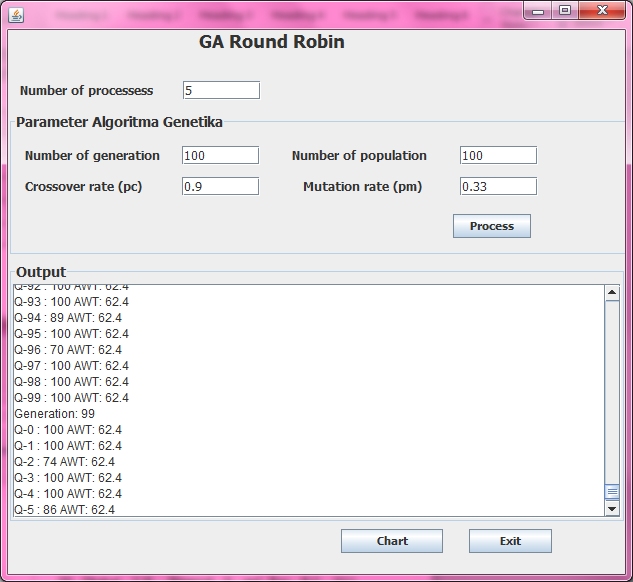 GA Round Robin
Number of processess 5
Parameter Algoritma Genetika
Number of generation 100 Number of population 100
Crossover rate (pc) 0.9 Mutation rate (pm) 0.33
Process
Output
Q-92 : 100 AWT: 62.4
Q-93 : 100 AWT: 62.4
Q-94 : 89 AWT: 62.4
Q-95 : 100 AWT: 62.4
Q-96 : 70 AWT: 62.4
Q-97 : 100 AWT: 62.4
Q-98 : 100 AWT: 62.4
Q-99 : 100 AWT: 62.4
Generation: 99
Q-0 : 100 AWT: 62.4
Q-1 : 100 AWT: 62.4
Q-2 : 74 AWT: 62.4
Q-3 : 100 AWT: 62.4
Q-4 : 100 AWT: 62.4
Q-5 : 86 AWT: 62.4
Chart Exit